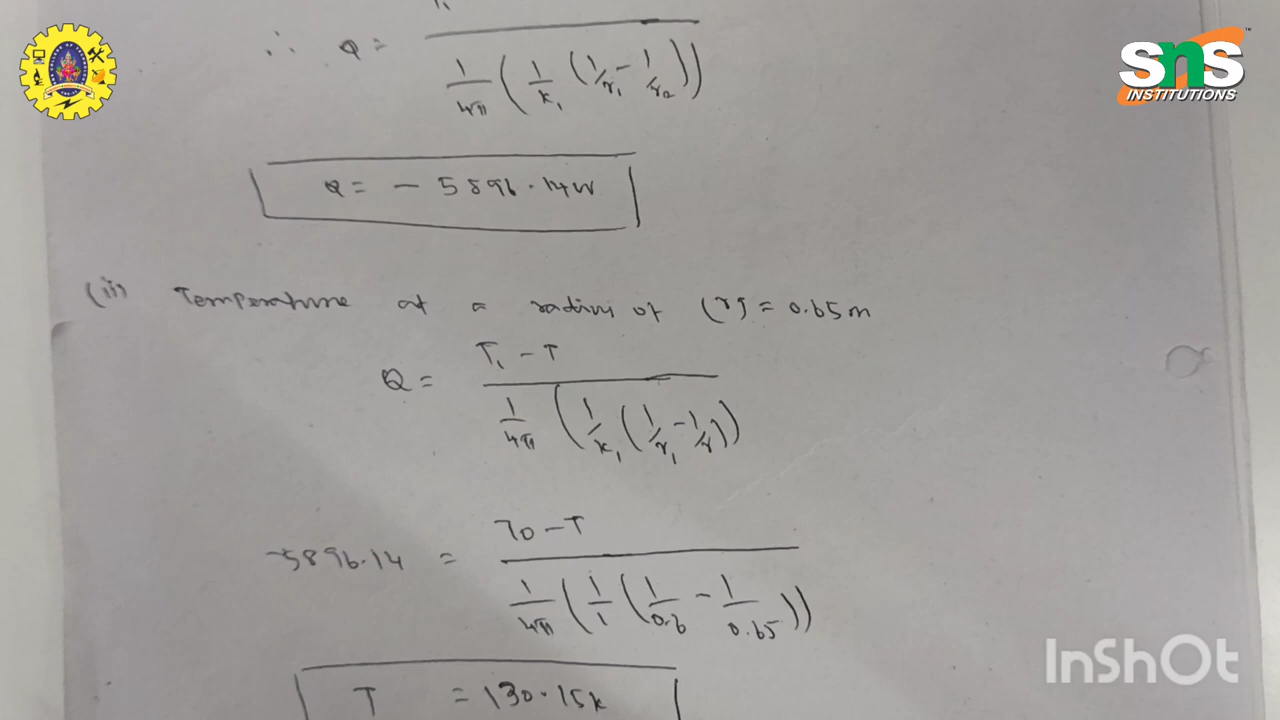 SNS
INSTITUTIONS
∴ Q =
1/4π (1/K₁ (1/r₁ - 1/r₂))
Q = - 5896.14W
(ii) Temperature at a radius of (r) = 0.65m
Q = T₁ - T
1/4π (1/K₁ (1/r₁ - 1/r))
-5896.14 = 70 - T
1/4π (1/1 (1/0.6 - 1/0.65))
T = 130.15K
InShOt